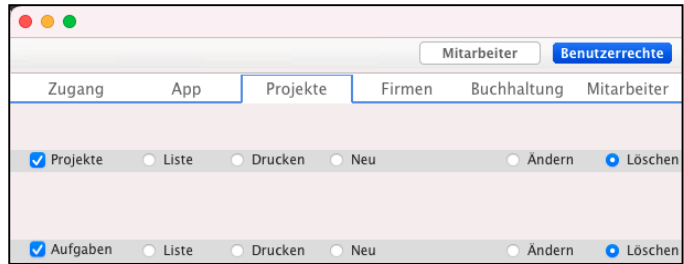 Mitarbeiter Benutzerrechte
Zugang App Projekte Firmen Buchhaltung Mitarbeiter
Projekte Liste Drucken Neu Ändern Löschen
Aufgaben Liste Drucken Neu Ändern Löschen